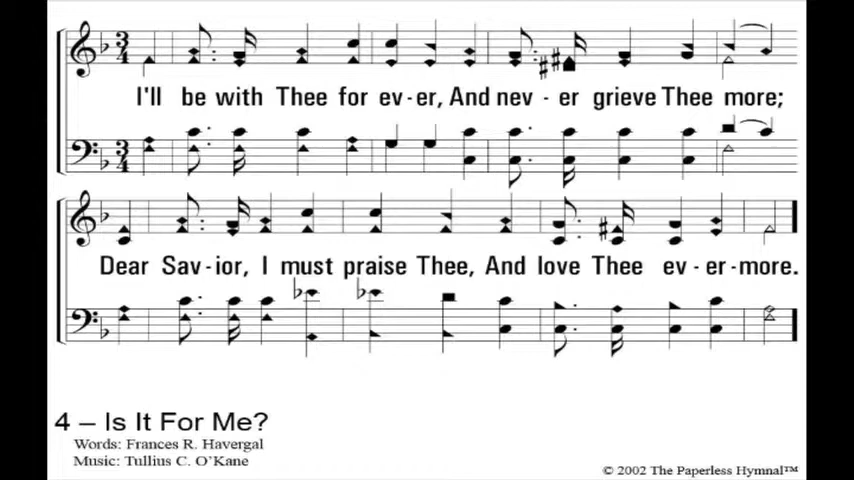 I'll be with Thee for ev-er, And nev - er grieve Thee more;
Dear Sav-ior, I must praise Thee, And love Thee ev-er-more.
4 – Is It For Me?
Words: Frances R. Havergal
Music: Tullius C. O'Kane
© 2002 The Paperless Hymnal™